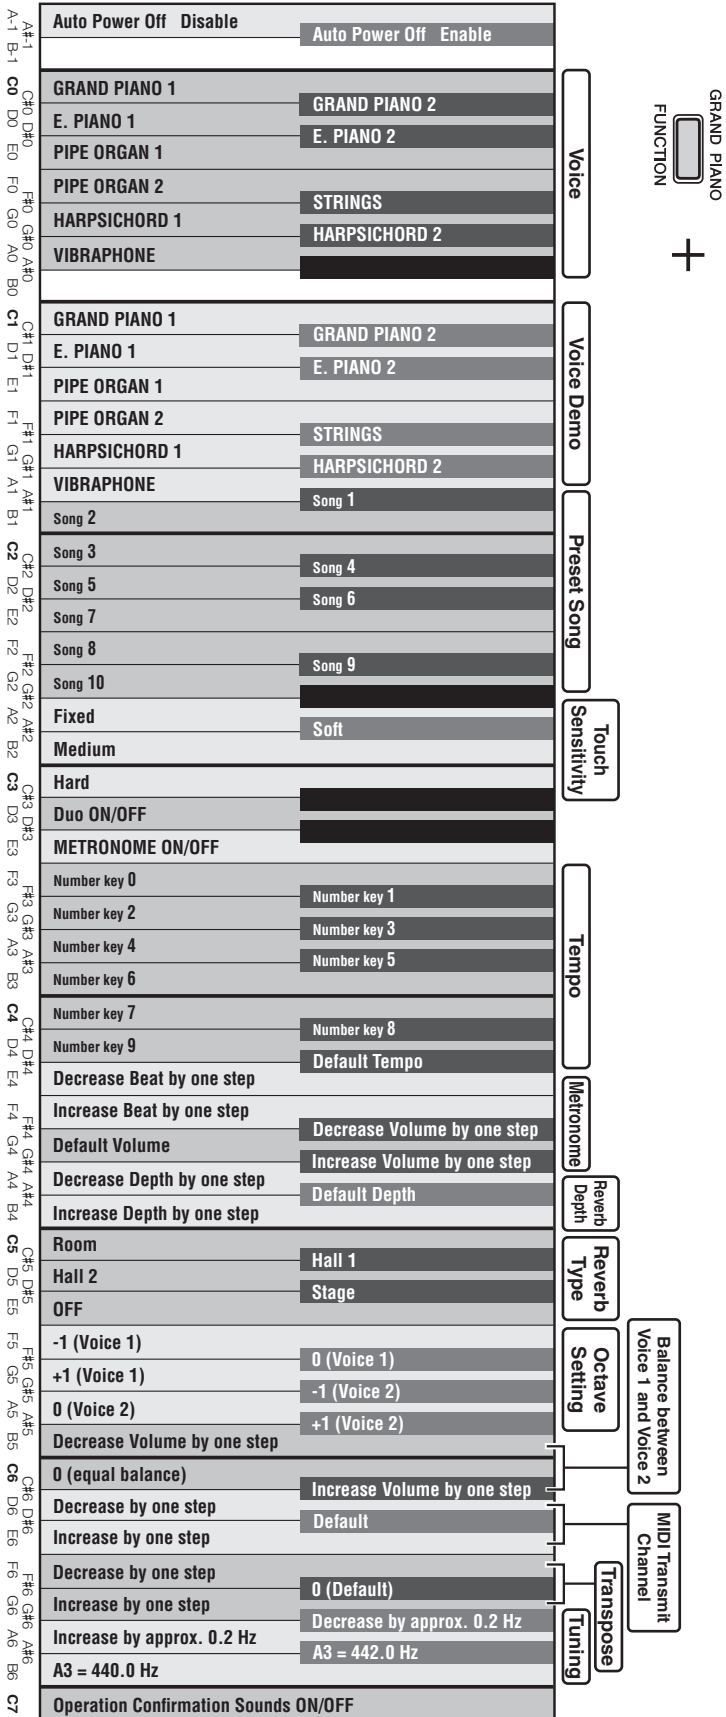 GRAND PIANO
FUNCTION
+
A#-1
A-1 B-1
C#0 D#0 F#0 G#0 A#0
C0 D0 E0 F0 G0 A0 B0
C#1 D#1 F#1 G#1 A#1
C1 D1 E1 F1 G1 A1 B1
C#2 D#2 F#2 G#2 A#2
C2 D2 E2 F2 G2 A2 B2
C#3 D#3 F#3 G#3 A#3
C3 D3 E3 F3 G3 A3 B3
C#4 D#4 F#4 G#4 A#4
C4 D4 E4 F4 G4 A4 B4
C#5 D#5 F#5 G#5 A#5
C5 D5 E5 F5 G5 A5 B5
C#6 D#6 F#6 G#6 A#6
C6 D6 E6 F6 G6 A6 B6 C7
Auto Power Off Disable
Auto Power Off Enable
Voice
GRAND PIANO 1
GRAND PIANO 2
E. PIANO 1
E. PIANO 2
PIPE ORGAN 1
PIPE ORGAN 2
STRINGS
HARPSICHORD 1
HARPSICHORD 2
VIBRAPHONE
Voice Demo
GRAND PIANO 1
GRAND PIANO 2
E. PIANO 1
E. PIANO 2
PIPE ORGAN 1
PIPE ORGAN 2
STRINGS
HARPSICHORD 1
HARPSICHORD 2
VIBRAPHONE
Preset Song
Song 1
Song 2
Song 3
Song 4
Song 5
Song 6
Song 7
Song 8
Song 9
Song 10
Touch
Sensitivity
Fixed
Soft
Medium
Hard
Duo ON/OFF
METRONOME ON/OFF
Tempo
Number key 0
Number key 1
Number key 2
Number key 3
Number key 4
Number key 5
Number key 6
Number key 7
Number key 8
Number key 9
Default Tempo
Metronome
Decrease Beat by one step
Increase Beat by one step
Decrease Volume by one step
Default Volume
Increase Volume by one step
Reverb
Depth
Decrease Depth by one step
Default Depth
Increase Depth by one step
Reverb
Type
Room
Hall 1
Hall 2
Stage
OFF
Octave
Setting
-1 (Voice 1)
0 (Voice 1)
+1 (Voice 1)
-1 (Voice 2)
0 (Voice 2)
+1 (Voice 2)
Balance between
Voice 1 and Voice 2
Decrease Volume by one step
0 (equal balance)
Increase Volume by one step
MIDI Transmit
Channel
Decrease by one step
Default
Increase by one step
Transpose
Decrease by one step
0 (Default)
Increase by one step
Tuning
Decrease by approx. 0.2 Hz
Increase by approx. 0.2 Hz
A3 = 442.0 Hz
A3 = 440.0 Hz
Operation Confirmation Sounds ON/OFF